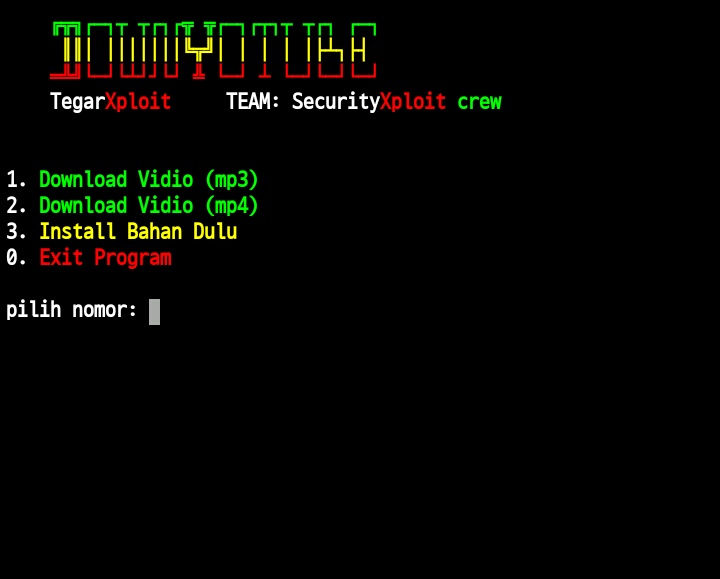 TegarXploit TEAM: SecurityXploit crew
1. Download Vidio (mp3)
2. Download Vidio (mp4)
3. Install Bahan Dulu
0. Exit Program
pilih nomor: